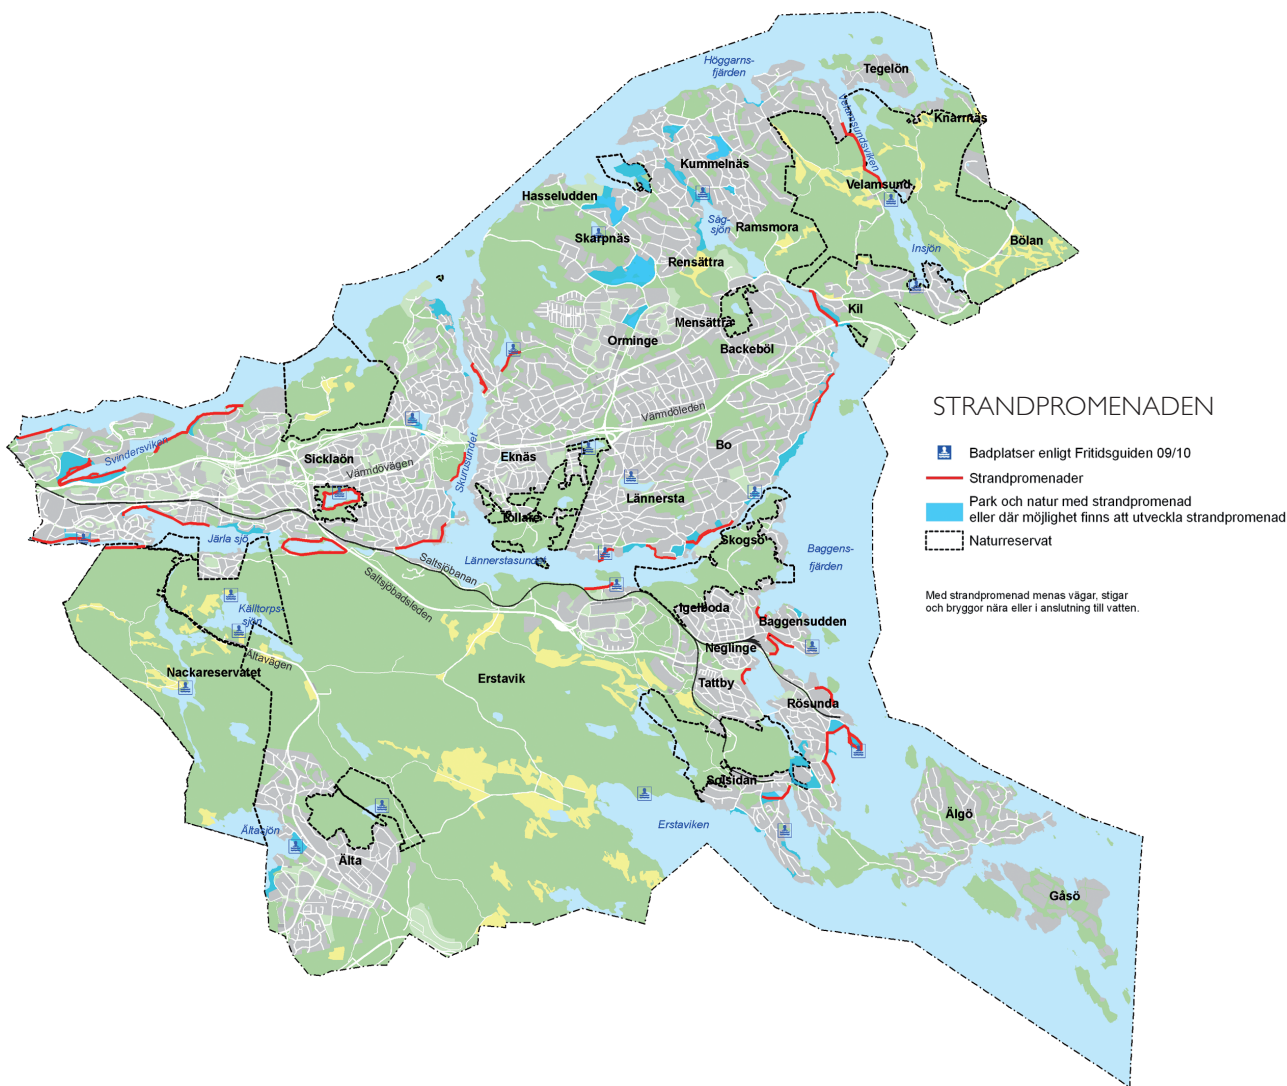 Höggarns-
fjärden
Tegelön
Velamsundsviken
Knarrnäs
Kummelnäs
Velamsund
Hasseludden
Såg-
sjön
Ramsmora
Skarpnäs
Bölan
Insjön
Rensättra
Kil
Mensättra
Orminge
Backeböl
STRANDPROMENADEN
Värmdöleden
Bo
Svindersviken
Sicklaön
Värmdövägen
Skurusundet
Eknäs
Badplatser enligt Fritidsguiden 09/10
Strandpromenader
Park och natur med strandpromenad
eller där möjlighet finns att utveckla strandpromenad
Naturreservat
Lännersta
Tollare
Järla sjö
Skogsö
Baggens-
fjärden
Lännerstasundet
Saltsjöbanan
Saltsjöbadsleden
Med strandpromenad menas vägar, stigar
och bryggor nära eller i anslutning till vatten.
Källtorps-
sjön
Igelboda
Baggensudden
Neglinge
Ältavägen
Nackareservatet
Erstavik
Tattby
Rösunda
Solsidan
Erstaviken
Älgö
Ältasjön
Älta
Gåsö